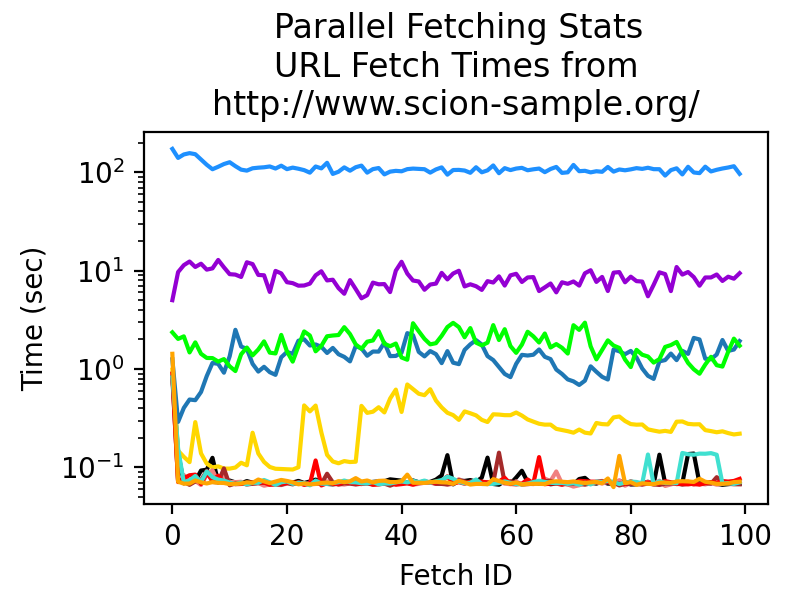 Parallel Fetching Stats
URL Fetch Times from
http://www.scion-sample.org/
10²
10¹
10⁰
10⁻¹
Time (sec)
0 20 40 60 80 100
Fetch ID